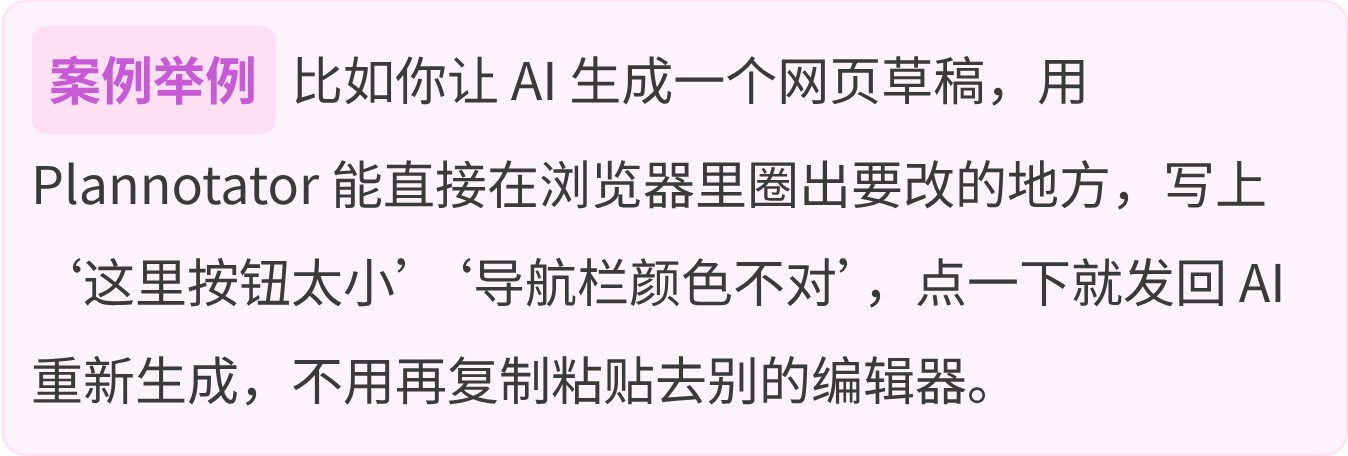 案例举例 比如你让 AI 生成一个网页草稿，用
Plannotator 能直接在浏览器里圈出要改的地方，写上
‘这里按钮太小’ ‘导航栏颜色不对’，点一下就发回 AI
重新生成，不用再复制粘贴去别的编辑器。